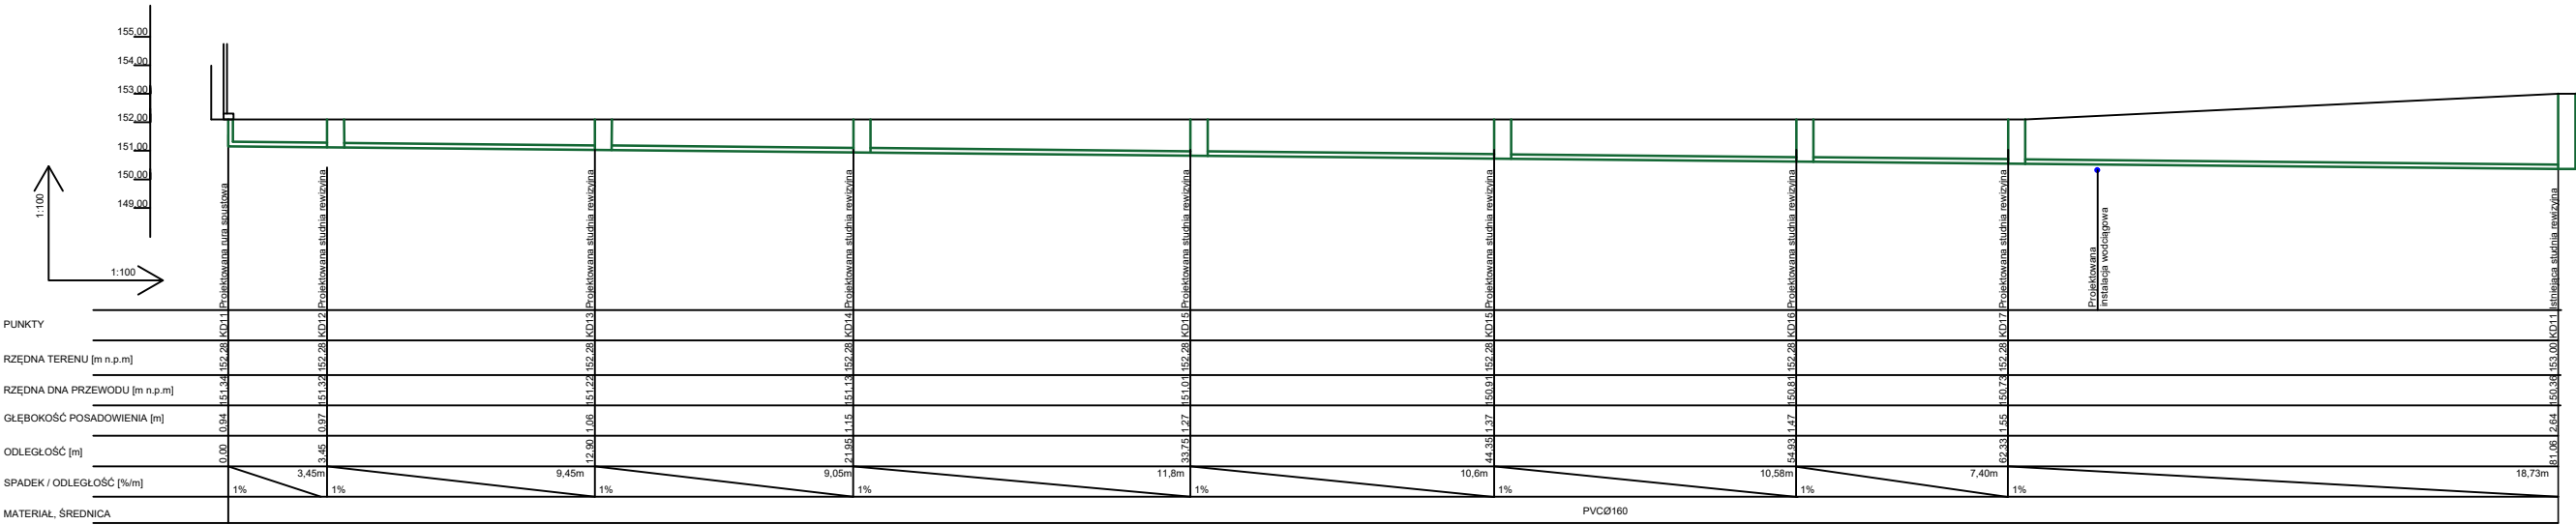 155,00
154,00
153,00
152,00
151,00
150,00
149,00
1:100
1:100
Projektowana rura spustowa
Projektowana studnia rewizyjna
Projektowana studnia rewizyjna
Projektowana studnia rewizyjna
Projektowana studnia rewizyjna
Projektowana studnia rewizyjna
Projektowana studnia rewizyjna
Projektowana studnia rewizyjna
Projektowana
instalacja wodciągowa
Istniejąca studnia rewizyjna
PUNKTY
KD11 KD12 KD13 KD14 KD15 KD15 KD16 KD17 KD11
RZĘDNA TERENU [m n.p.m]
152,28 152,28 152,28 152,28 152,28 152,28 152,28 152,28 153,00
RZĘDNA DNA PRZEWODU [m n.p.m]
151,34 151,32 151,22 151,13 151,01 150,91 150,81 150,73 150,36
GŁĘBOKOŚĆ POSADOWIENIA [m]
0,94 0,97 1,06 1,15 1,27 1,37 1,47 1,55 2,64
ODLEGŁOŚĆ [m]
0,00 3,45 12,90 21,95 33,75 44,35 54,93 62,33 81,06
SPADEK / ODLEGŁOŚĆ [%/m]
3,45m 9,45m 9,05m 11,8m 10,6m 10,58m 7,40m 18,73m
1% 1% 1% 1% 1% 1% 1% 1%
MATERIAŁ, ŚREDNICA
PVCØ160